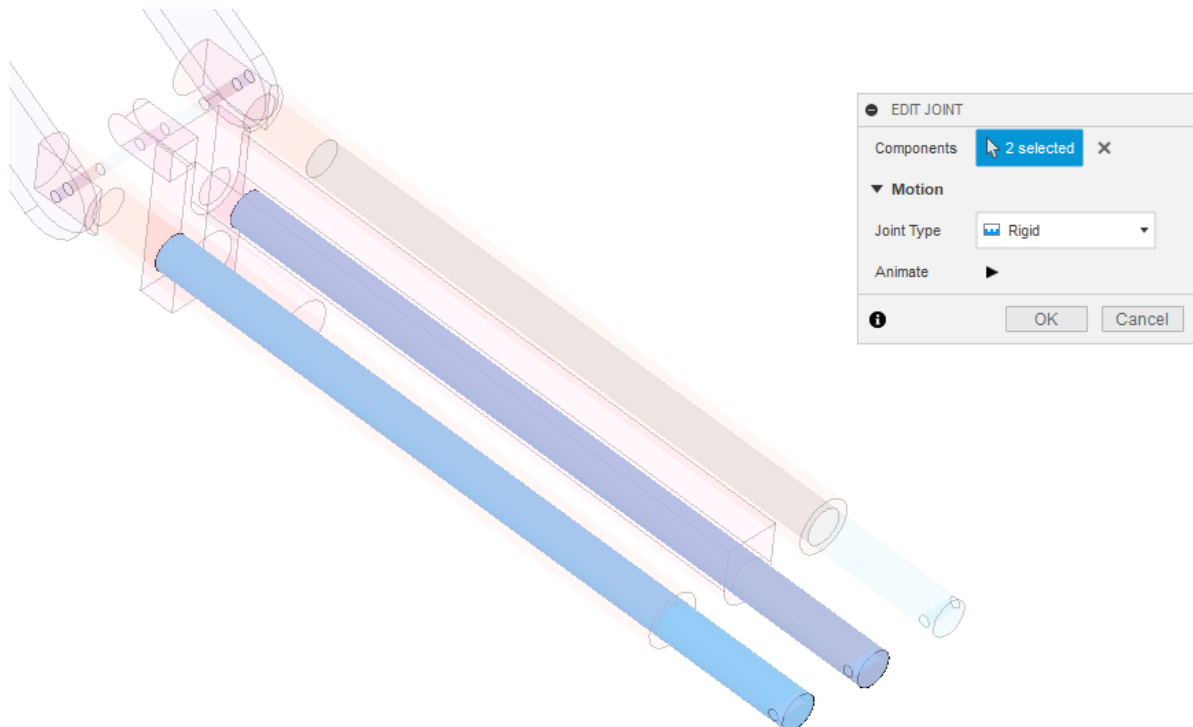 EDIT JOINT
Components 2 selected
Motion
Joint Type Rigid
Animate
OK Cancel